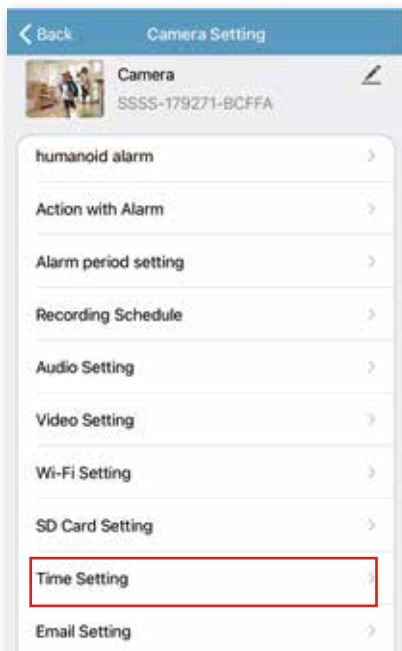 Back Camera Setting
Camera
SSSS-179271-BCFFA
humanoid alarm
Action with Alarm
Alarm period setting
Recording Schedule
Audio Setting
Video Setting
Wi-Fi Setting
SD Card Setting
Time Setting
Email Setting